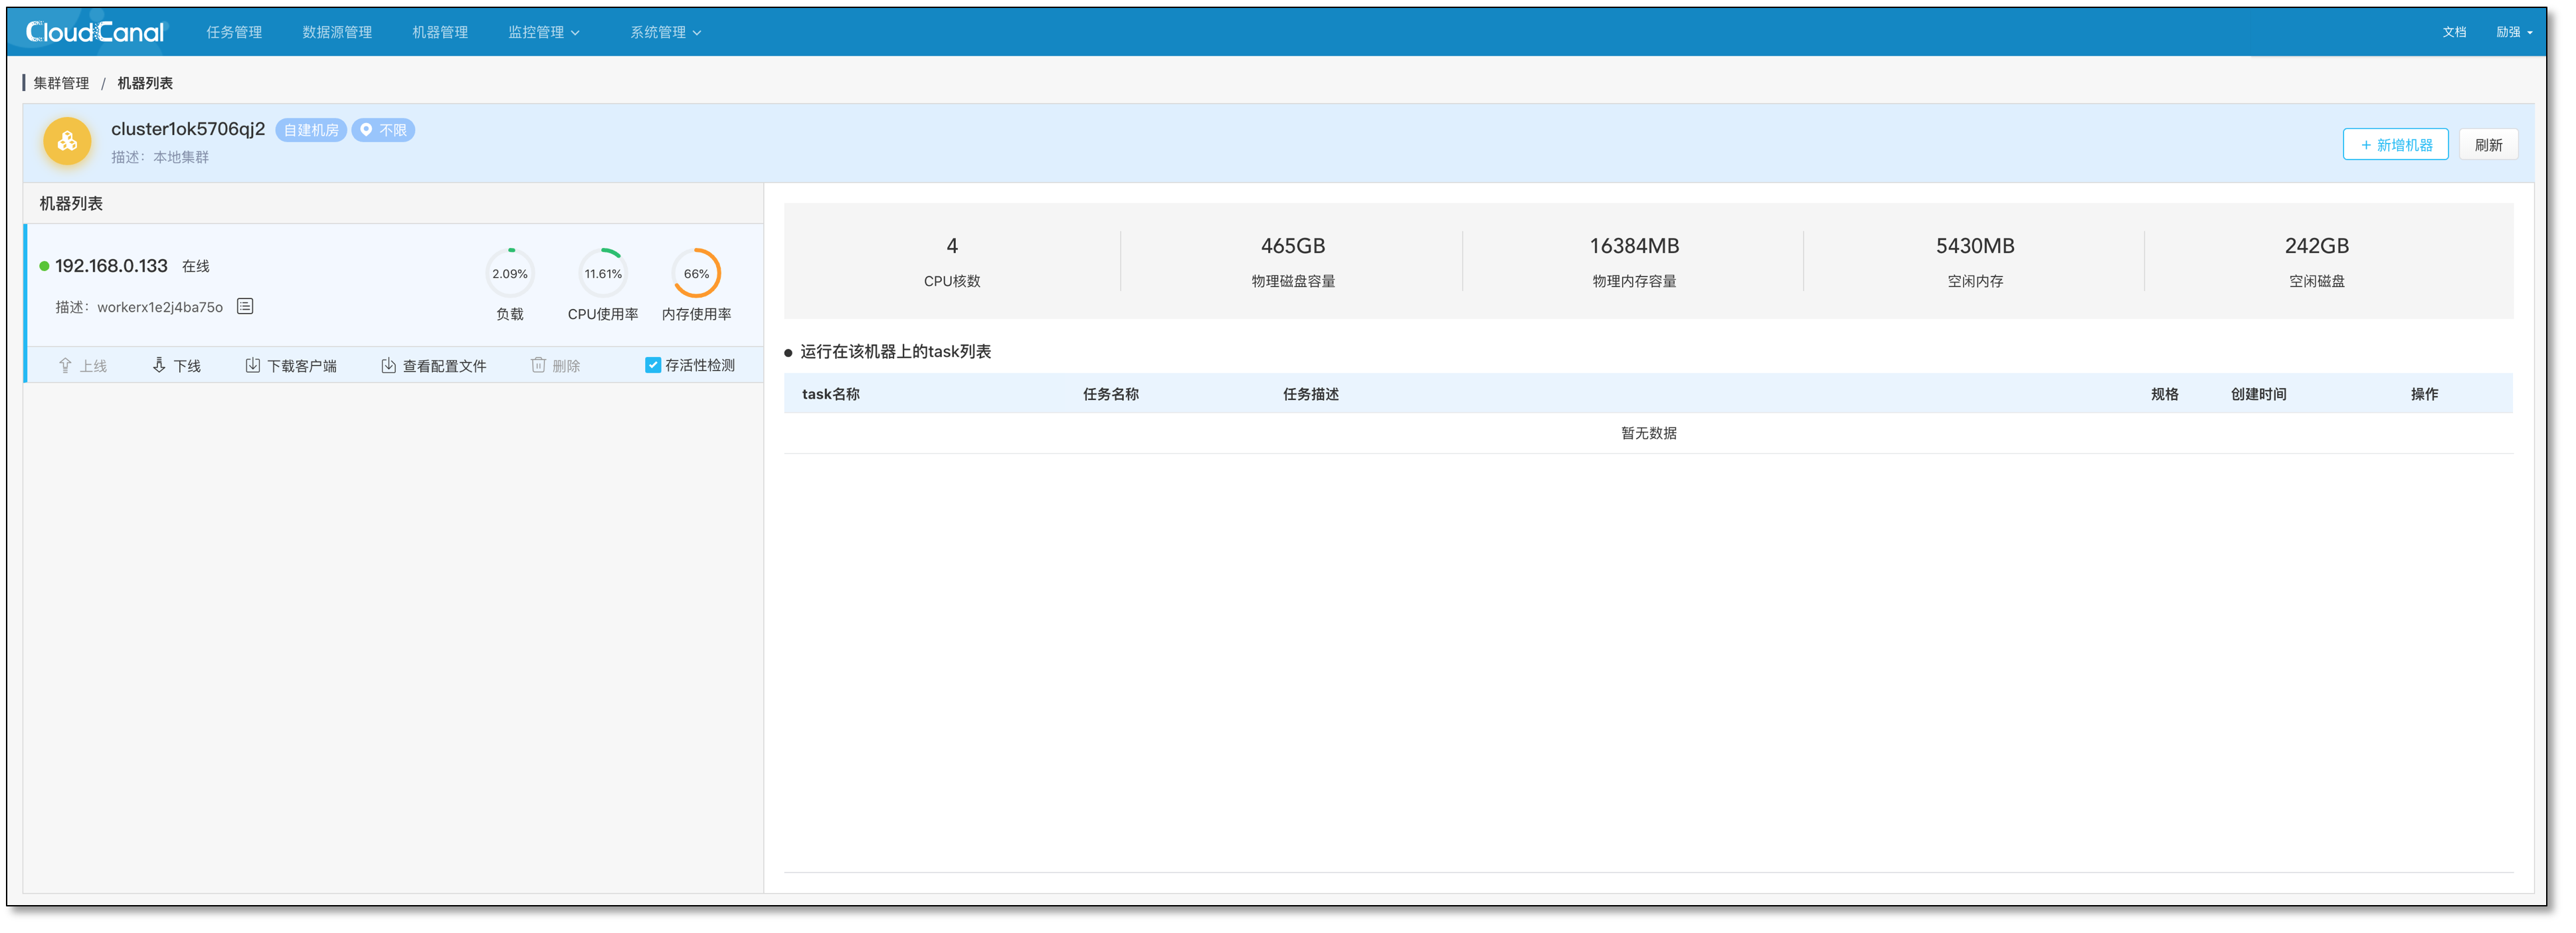 CloudCanal 任务管理 数据源管理 机器管理 监控管理 系统管理 文档 励强
集群管理 / 机器列表
cluster1ok5706qj2 自建机房 不限
描述：本地集群
+ 新增机器 刷新
机器列表
192.168.0.133 在线
描述：workerx1e2j4ba75o
2.09% 11.61% 66%
负载 CPU使用率 内存使用率
上线 下线 下载客户端 查看配置文件 删除 存活性检测
4 465GB 16384MB 5430MB 242GB
CPU核数 物理磁盘容量 物理内存容量 空闲内存 空闲磁盘
运行在该机器上的task列表
task名称 任务名称 任务描述 规格 创建时间 操作
暂无数据